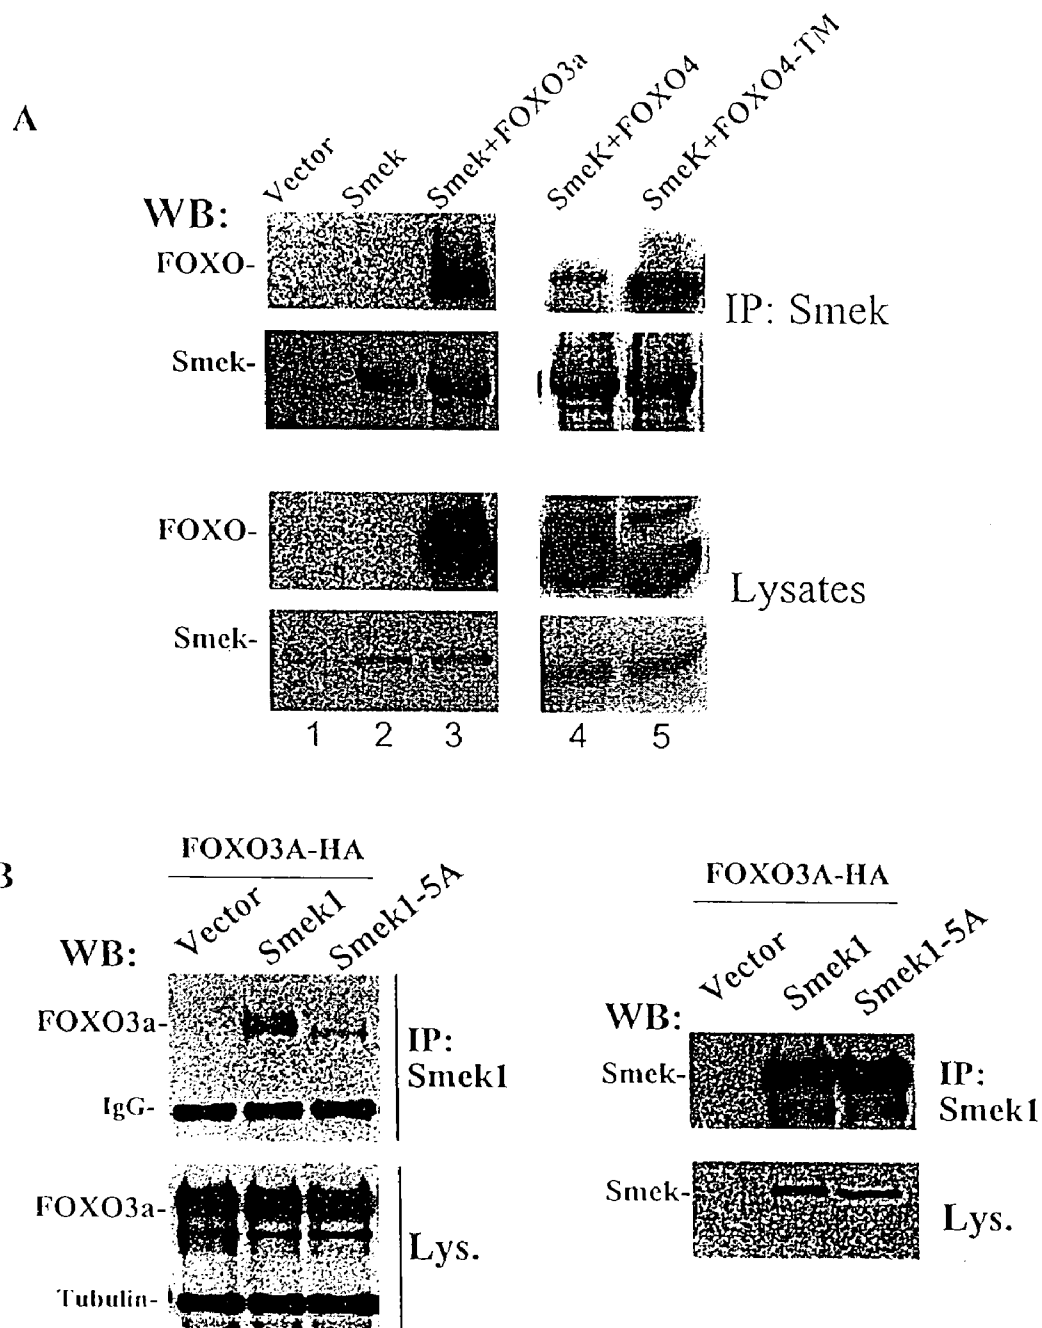 A
Vector
Smek
Smek+FOXO3a
SmeK+FOXO4
SmeK+FOXO4-TM
WB:
FOXO-
IP: Smek
Smek-
FOXO-
Lysates
Smek-
1 2 3 4 5
B
FOXO3A-HA
Vector
Smek1
Smek1-5A
WB:
FOXO3a-
IP:
Smek1
IgG-
FOXO3a-
Lys.
Tubulin-
FOXO3A-HA
Vector
Smek1
Smek1-5A
WB:
Smek-
IP:
Smek1
Smek-
Lys.